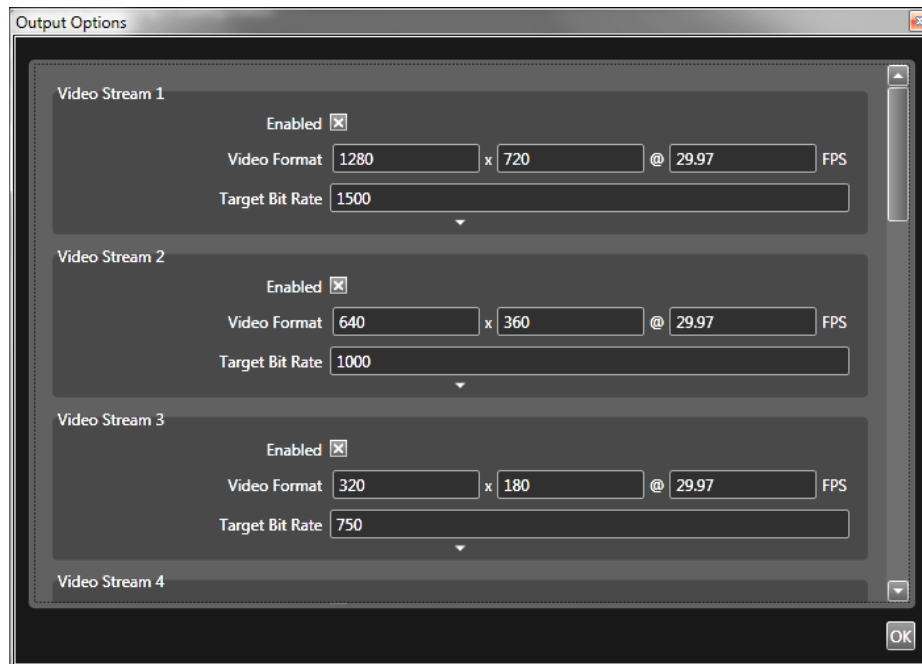 Output Options
Video Stream 1
Enabled
Video Format 1280 x 720 @ 29.97 FPS
Target Bit Rate 1500
Video Stream 2
Enabled
Video Format 640 x 360 @ 29.97 FPS
Target Bit Rate 1000
Video Stream 3
Enabled
Video Format 320 x 180 @ 29.97 FPS
Target Bit Rate 750
Video Stream 4
OK